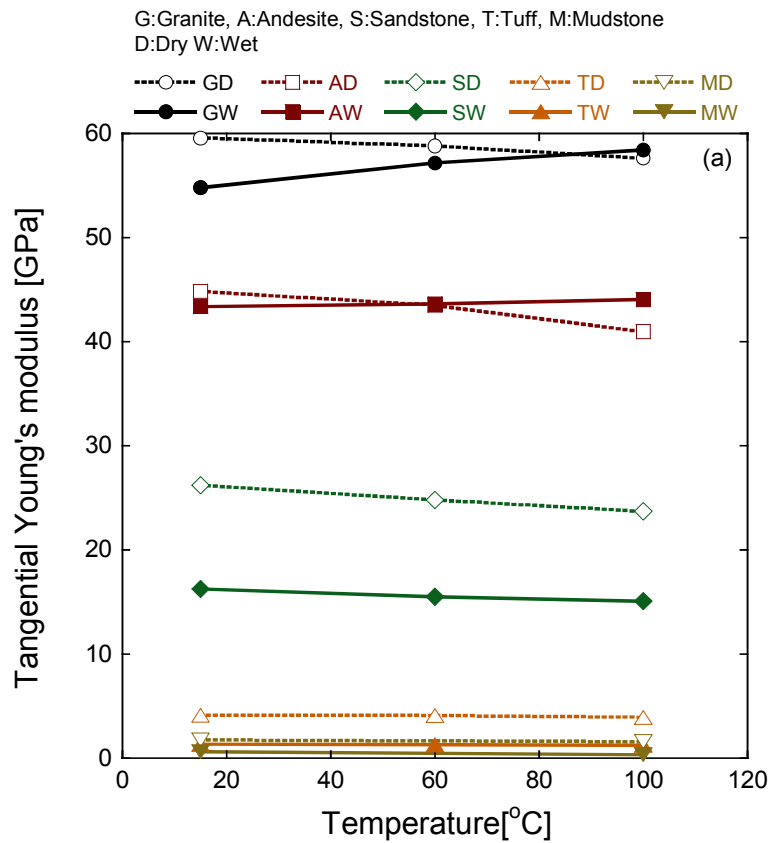 G:Granite, A:Andesite, S:Sandstone, T:Tuff, M:Mudstone
D:Dry W:Wet
GD AD SD TD MD
GW AW SW TW MW
(a)
60
50
40
30
20
10
0
0 20 40 60 80 100 120
Tangential Young's modulus [GPa]
Temperature[°C]